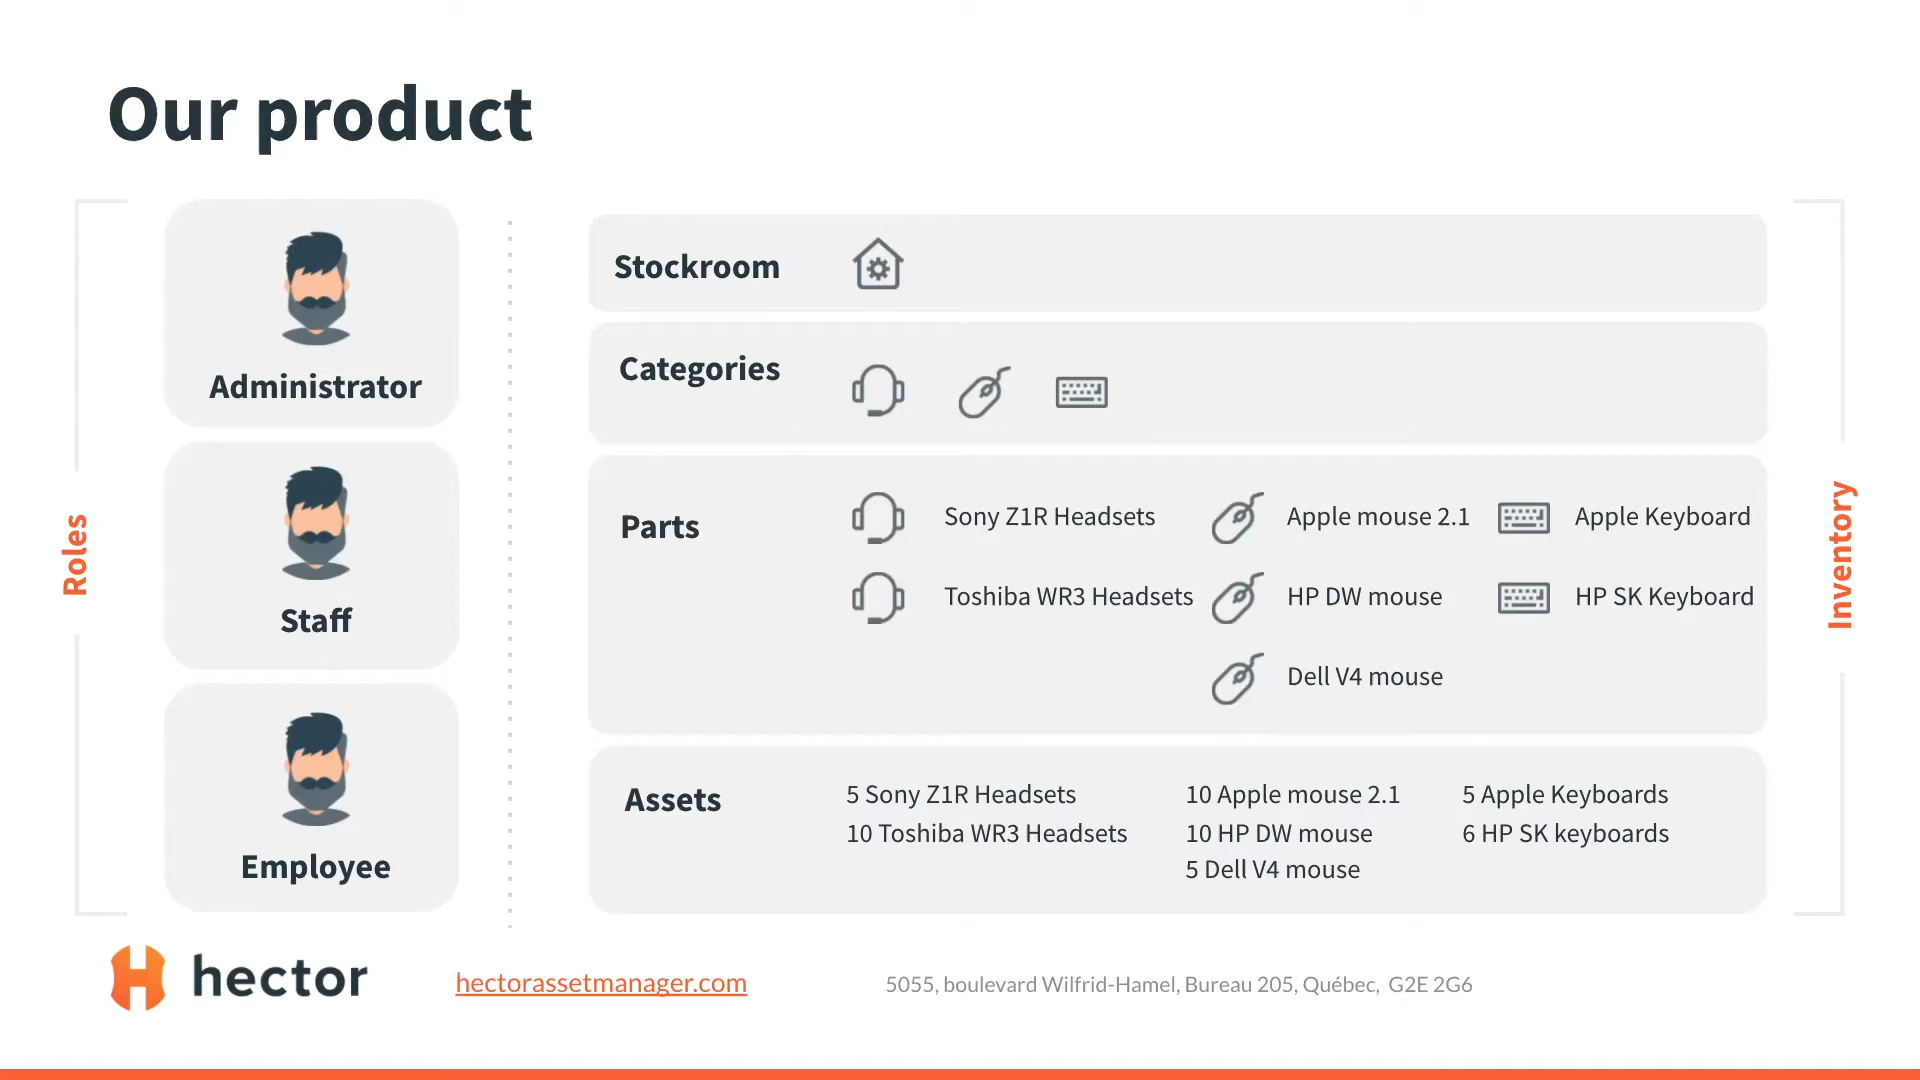 Our product
Roles
Administrator
Staff
Employee
Stockroom
Categories
Parts
Sony Z1R Headsets
Apple mouse 2.1
Apple Keyboard
Toshiba WR3 Headsets
HP DW mouse
HP SK Keyboard
Dell V4 mouse
Assets
5 Sony Z1R Headsets
10 Toshiba WR3 Headsets
10 Apple mouse 2.1
10 HP DW mouse
5 Dell V4 mouse
5 Apple Keyboards
6 HP SK keyboards
Inventory
hector
hectorassetmanager.com
5055, boulevard Wilfrid-Hamel, Bureau 205, Québec, G2E 2G6